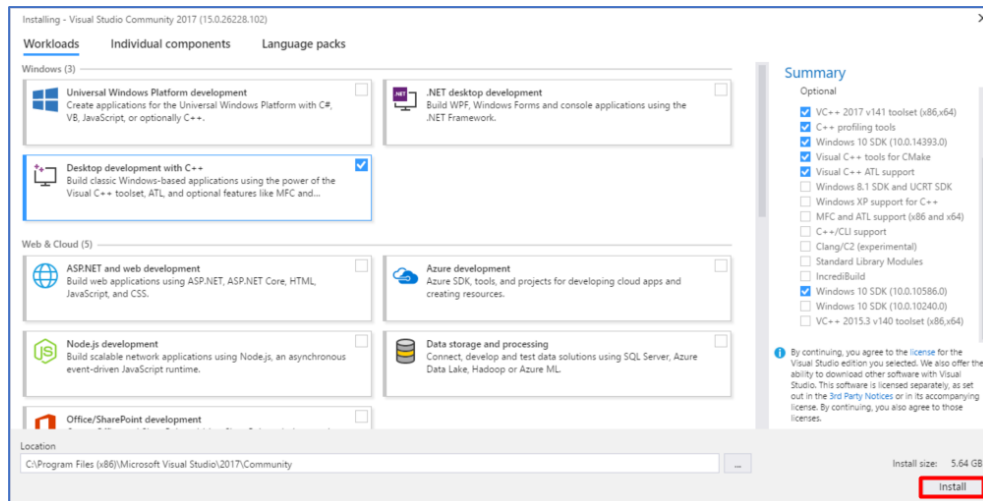 Installing - Visual Studio Community 2017 (15.0.26228.102)
Workloads Individual components Language packs
Windows (3)
Universal Windows Platform development
Create applications for the Universal Windows Platform with C#,
VB, JavaScript, or optionally C++.
.NET
.NET desktop development
Build WPF, Windows Forms and console applications using the
.NET Framework.
Desktop development with C++
Build classic Windows-based applications using the power of the
Visual C++ toolset, ATL, and optional features like MFC and...
Web & Cloud (5)
ASP.NET and web development
Build web applications using ASP.NET, ASP.NET Core, HTML,
JavaScript, and CSS.
Azure development
Azure SDK, tools, and projects for developing cloud apps and
creating resources.
Node.js development
Build scalable network applications using Node.js, an asynchronous
event-driven JavaScript runtime.
Data storage and processing
Connect, develop and test data solutions using SQL Server, Azure
Data Lake, Hadoop or Azure ML.
Office/SharePoint development
Summary
Optional
VC++ 2017 v141 toolset (x86,x64)
C++ profiling tools
Windows 10 SDK (10.0.14393.0)
Visual C++ tools for CMake
Visual C++ ATL support
Windows 8.1 SDK and UCRT SDK
Windows XP support for C++
MFC and ATL support (x86 and x64)
C++/CLI support
Clang/C2 (experimental)
Standard Library Modules
IncrediBuild
Windows 10 SDK (10.0.10586.0)
Windows 10 SDK (10.0.10240.0)
VC++ 2015.3 v140 toolset (x86,x64)
By continuing, you agree to the license for the
Visual Studio edition you selected. We also offer the
ability to download other software with Visual
Studio. This software is licensed separately, as set
out in the 3rd Party Notices or in its accompanying
license. By continuing, you also agree to those
licenses.
Location
C:\Program Files (x86)\Microsoft Visual Studio\2017\Community
...
Install size: 5.64 GB
Install